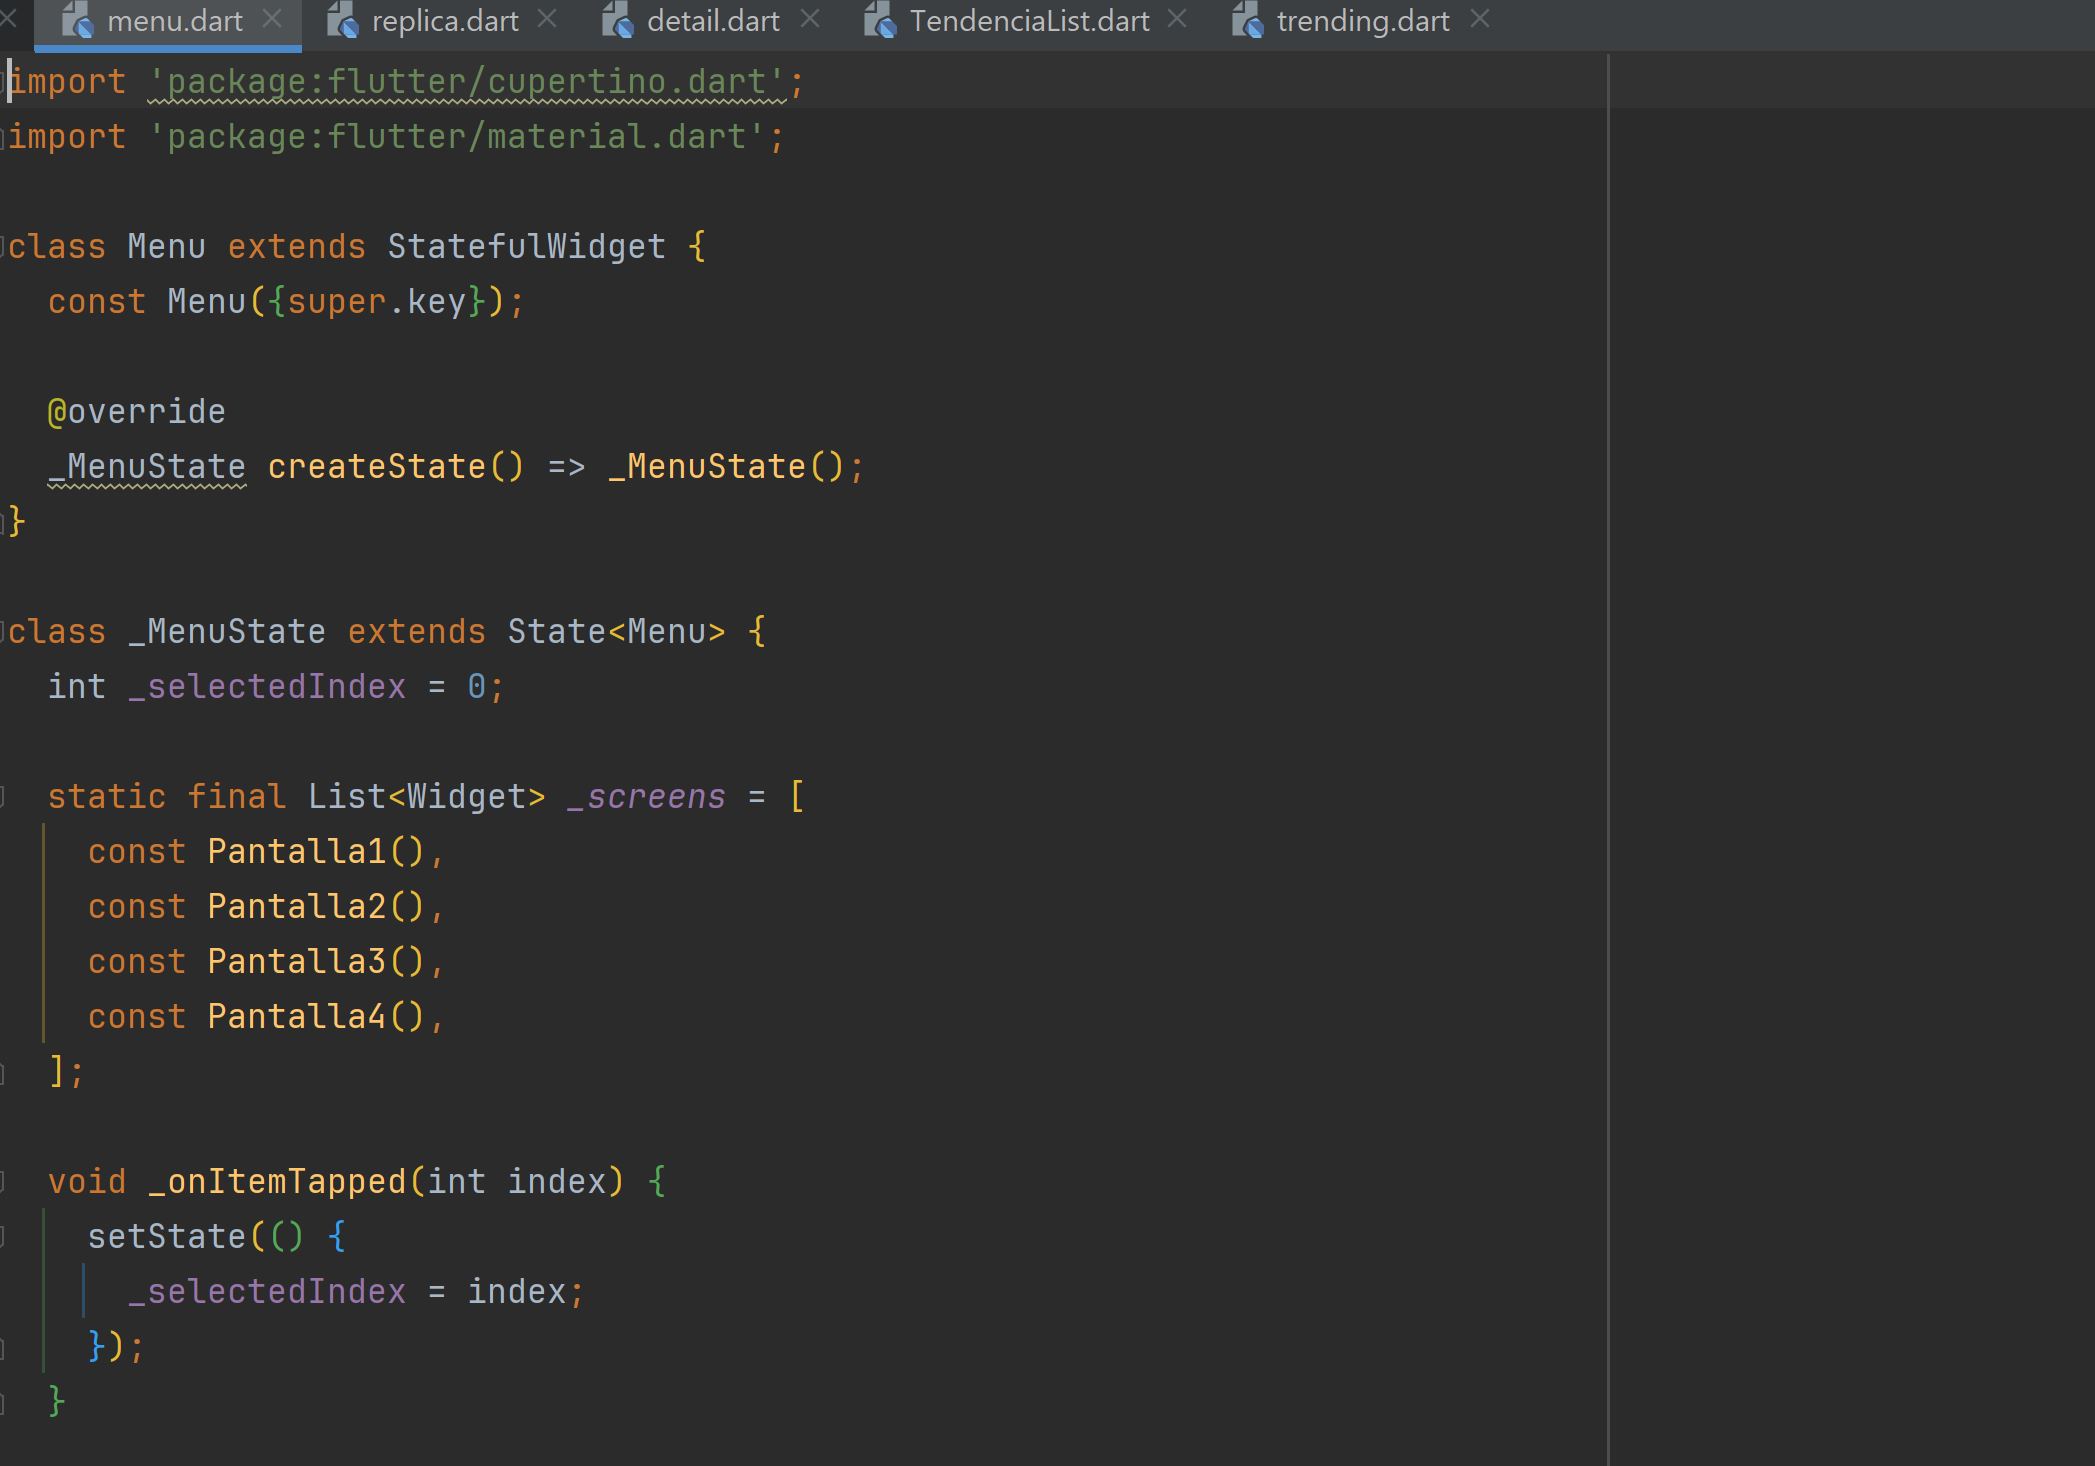 menu.dart replica.dart detail.dart TendenciaList.dart trending.dart
import 'package:flutter/cupertino.dart';
import 'package:flutter/material.dart';
class Menu extends StatefulWidget {
const Menu({super.key});
@override
_MenuState createState() => _MenuState();
}
class _MenuState extends State<Menu> {
int _selectedIndex = 0;
static final List<Widget> _screens = [
const Pantalla1(),
const Pantalla2(),
const Pantalla3(),
const Pantalla4(),
];
void _onItemTapped(int index) {
setState(() {
_selectedIndex = index;
});
}